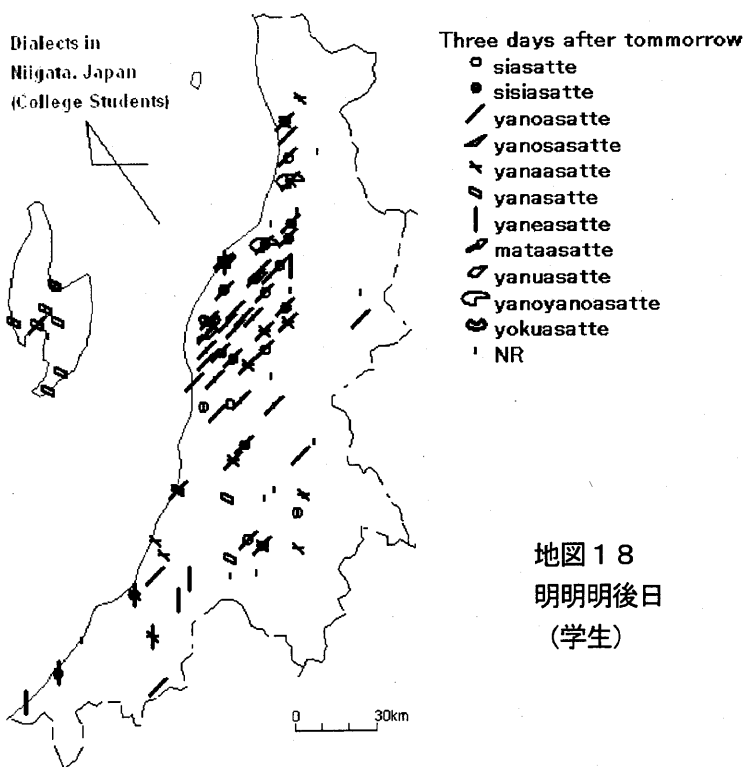 Dialects in
Niigata, Japan
(College Students)
Three days after tommorrow
siasatte
sisiasatte
yanoasatte
yanosasatte
yanaasatte
yanasatte
yaneasatte
mataasatte
yanuasatte
yanoyanoasatte
yokuasatte
NR
地図18
明明明後日
(学生)
0 30km